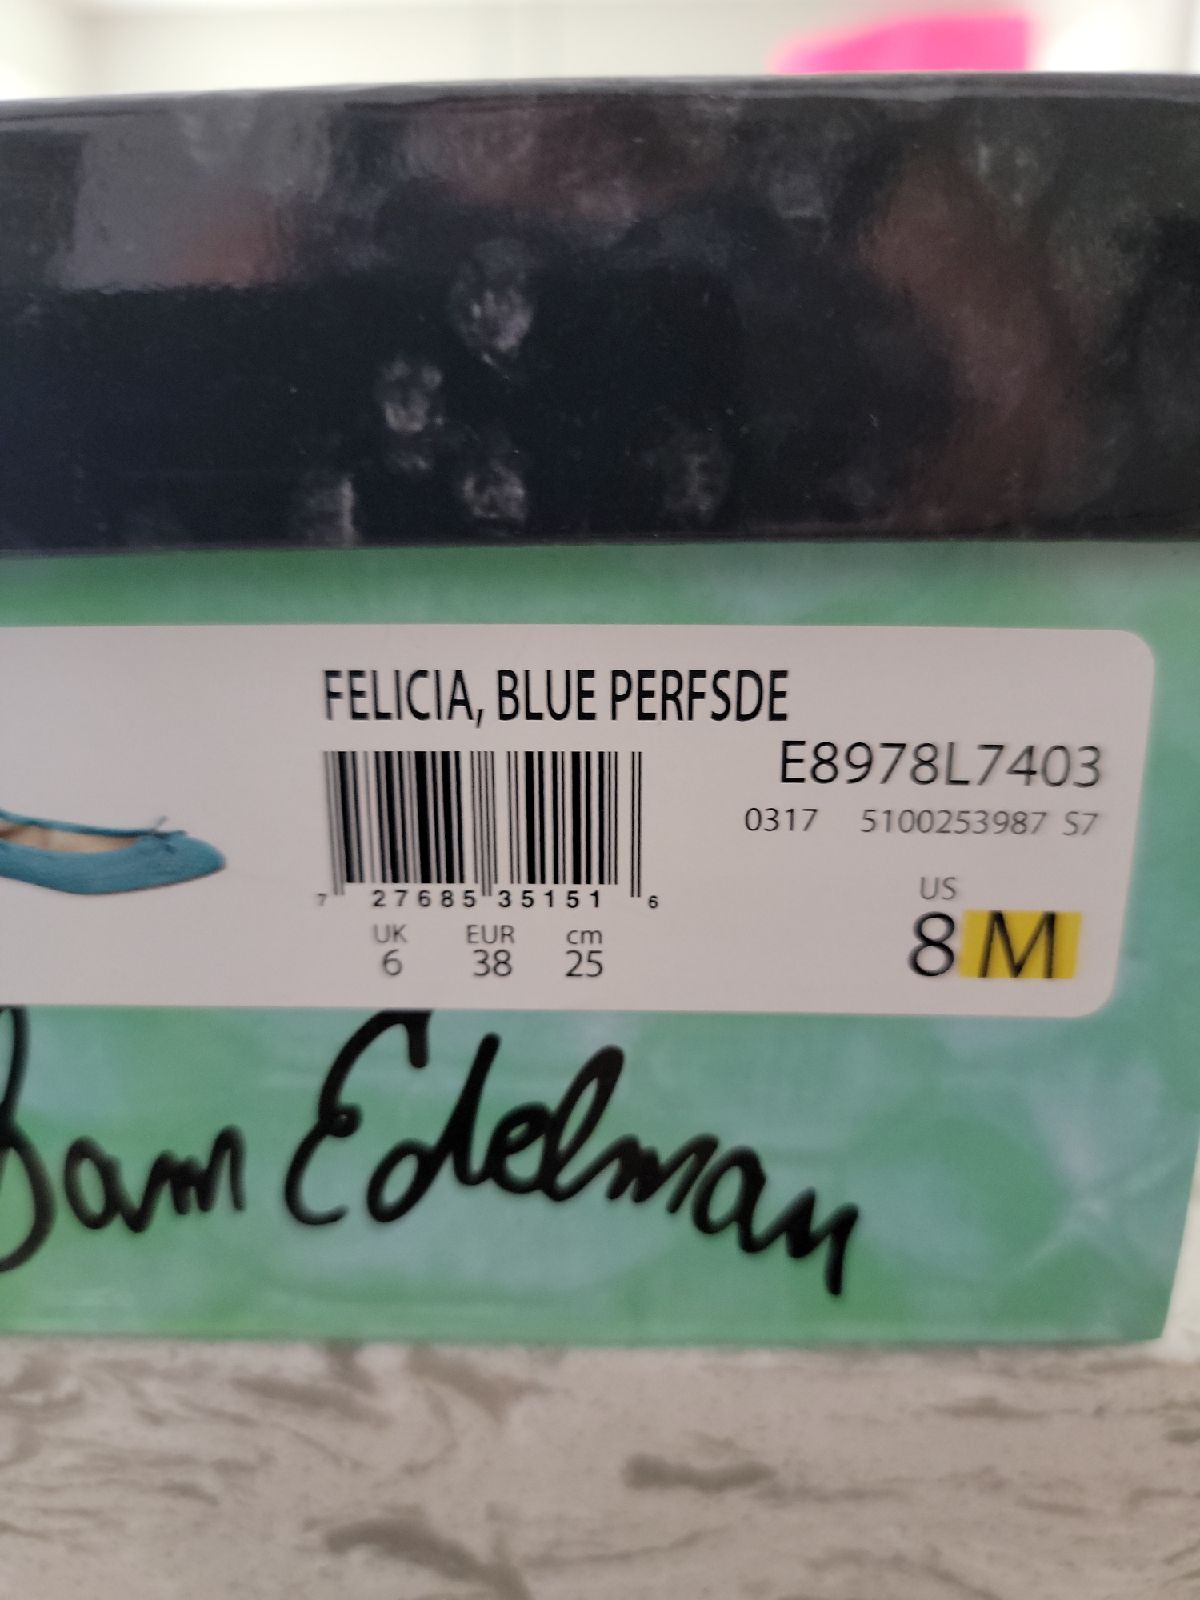 FELICIA, BLUE PERFSDE
E8978L7403
0317 5100253987 S7
7 27685 35151 6
US
8 M
UK EUR cm
6 38 25
Sam Edelman